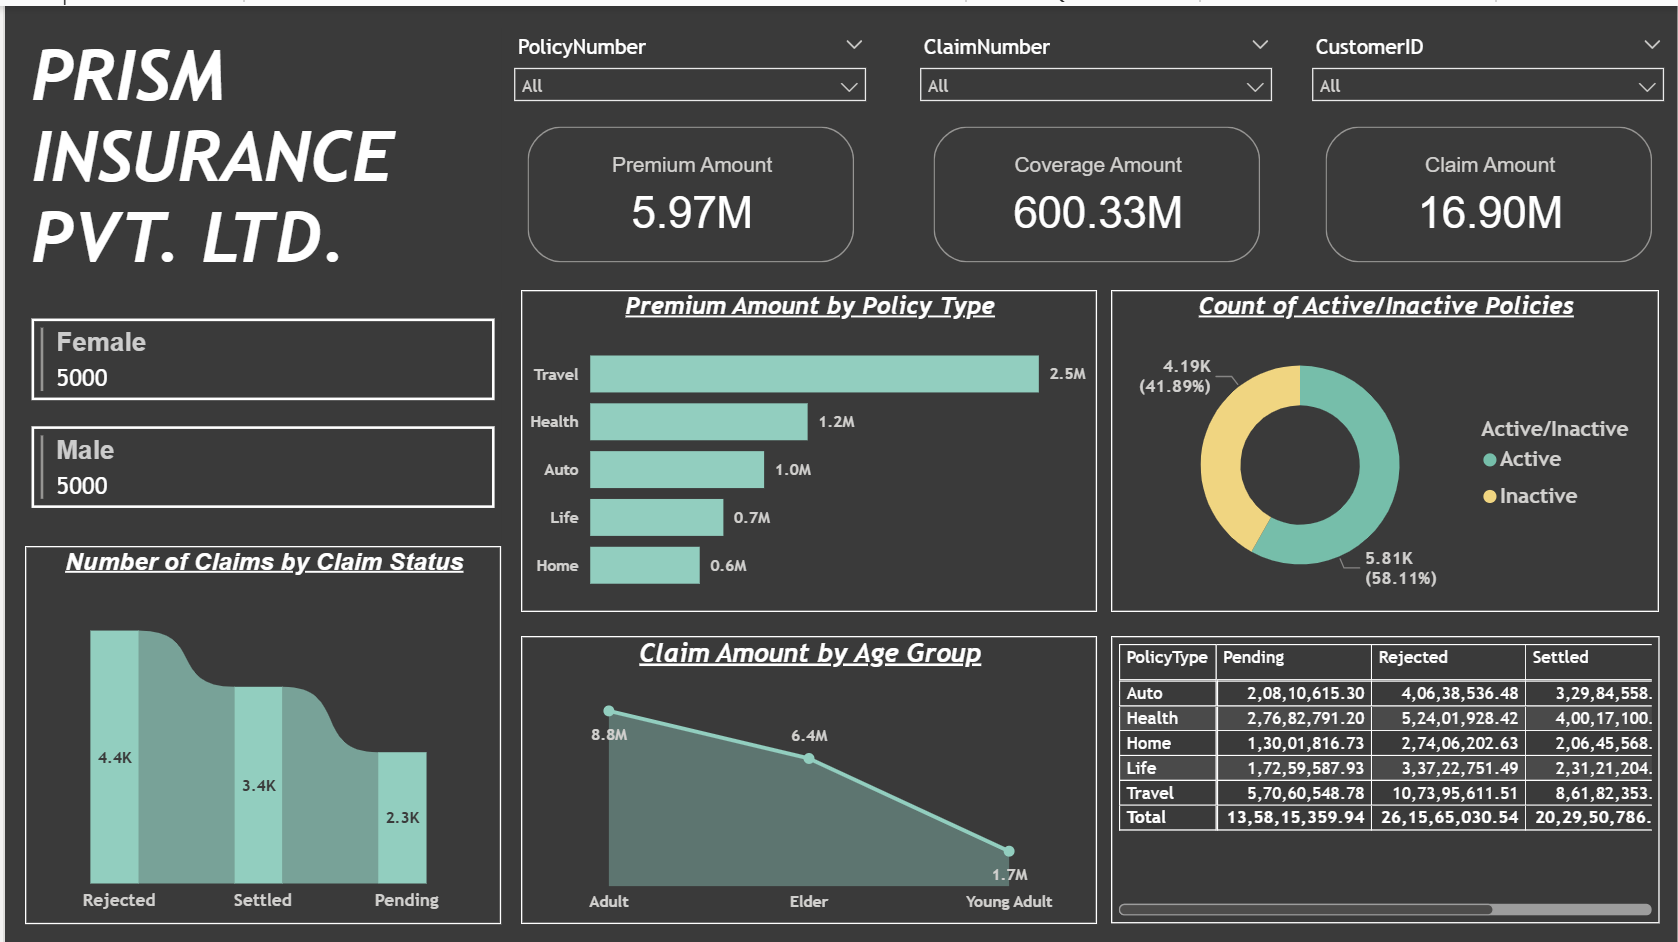 PRISM
INSURANCE
PVT. LTD.
PolicyNumber
All
ClaimNumber
All
CustomerID
All
Premium Amount
5.97M
Coverage Amount
600.33M
Claim Amount
16.90M
Female
5000
Male
5000
Number of Claims by Claim Status
4.4K
3.4K
2.3K
Rejected Settled Pending
Premium Amount by Policy Type
Travel 2.5M
Health 1.2M
Auto 1.0M
Life 0.7M
Home 0.6M
Count of Active/Inactive Policies
4.19K
(41.89%)
5.81K
(58.11%)
Active/Inactive
Active
Inactive
Claim Amount by Age Group
8.8M
6.4M
1.7M
Adult Elder Young Adult
PolicyType Pending Rejected Settled
Auto 2,08,10,615.30 4,06,38,536.48 3,29,84,558.
Health 2,76,82,791.20 5,24,01,928.42 4,00,17,100.
Home 1,30,01,816.73 2,74,06,202.63 2,06,45,568.
Life 1,72,59,587.93 3,37,22,751.49 2,31,21,204.
Travel 5,70,60,548.78 10,73,95,611.51 8,61,82,353.
Total 13,58,15,359.94 26,15,65,030.54 20,29,50,786.